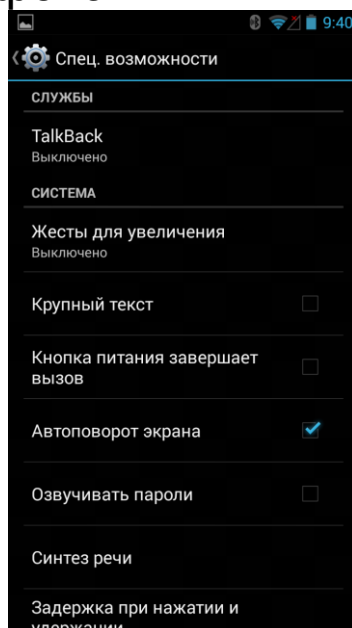 9:40
Спец. возможности
СЛУЖБЫ
TalkBack
Выключено
СИСТЕМА
Жесты для увеличения
Выключено
Крупный текст
Кнопка питания завершает
вызов
Автоповорот экрана
Озвучивать пароли
Синтез речи
Задержка при нажатии и
удержании